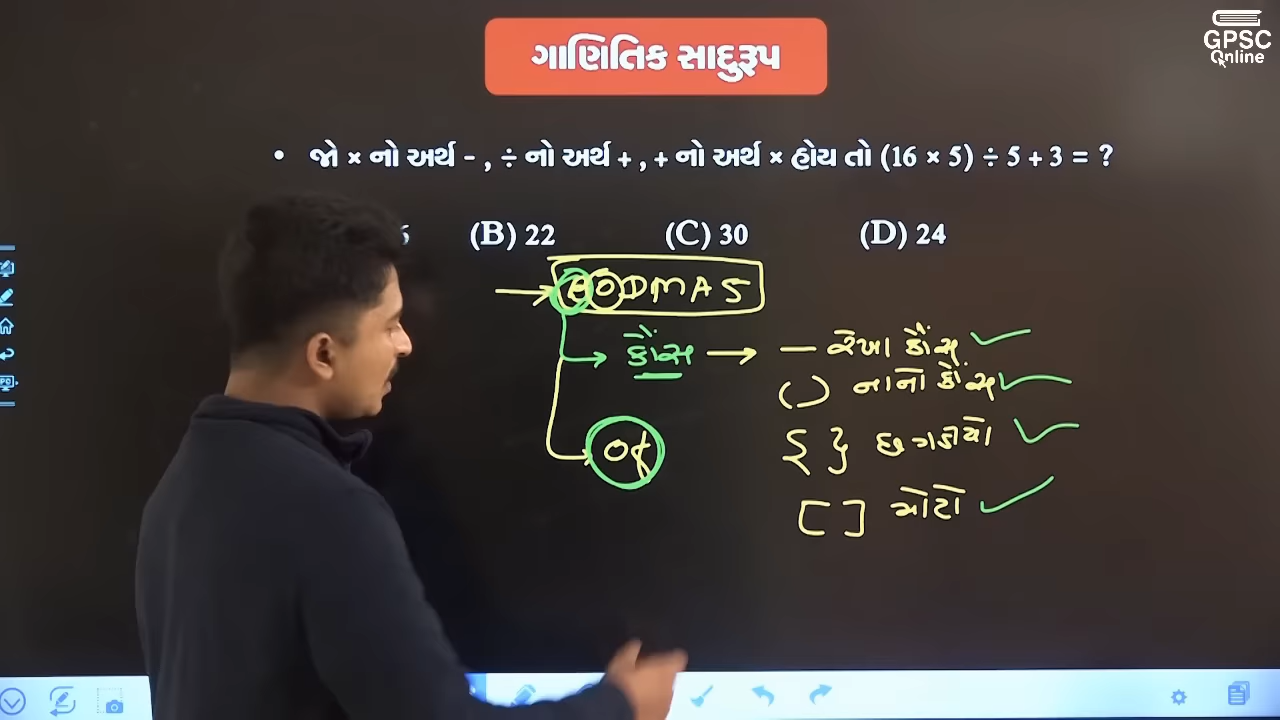 GPSC
Online
ગાણિતિક સાદુરૂપ
• જો × નો અર્થ - , ÷ નો અર્થ + , + નો અર્થ × હોય તો (16 × 5) ÷ 5 + 3 = ?
(B) 22 (C) 30 (D) 24
BODMAS
કૌંસ → — રેખા કૌંસ
( ) નાનો કૌંસ
{ } છગડીયો
of
[ ] મોટો